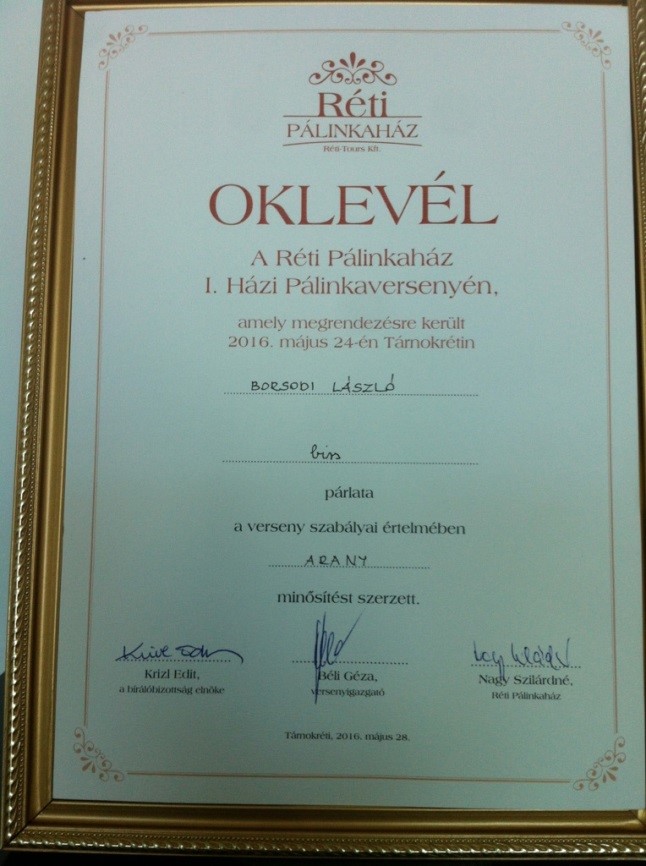 Réti
PÁLINKAHÁZ
Réti-Tours Kft.
OKLEVÉL
A Réti Pálinkaház
I. Házi Pálinkaversenyén,
amely megrendezésre került
2016. május 24-én Tárnokrétin
BORSODI LÁSZLÓ
birs
párlata
a verseny szabályai értelmében
ARANY
minősítést szerzett.
Krizl Edit, Béli Géza, Nagy Szilárdné,
a bírálóbizottság elnöke versenyigazgató Réti Pálinkaház
Tárnokréti, 2016. május 28.